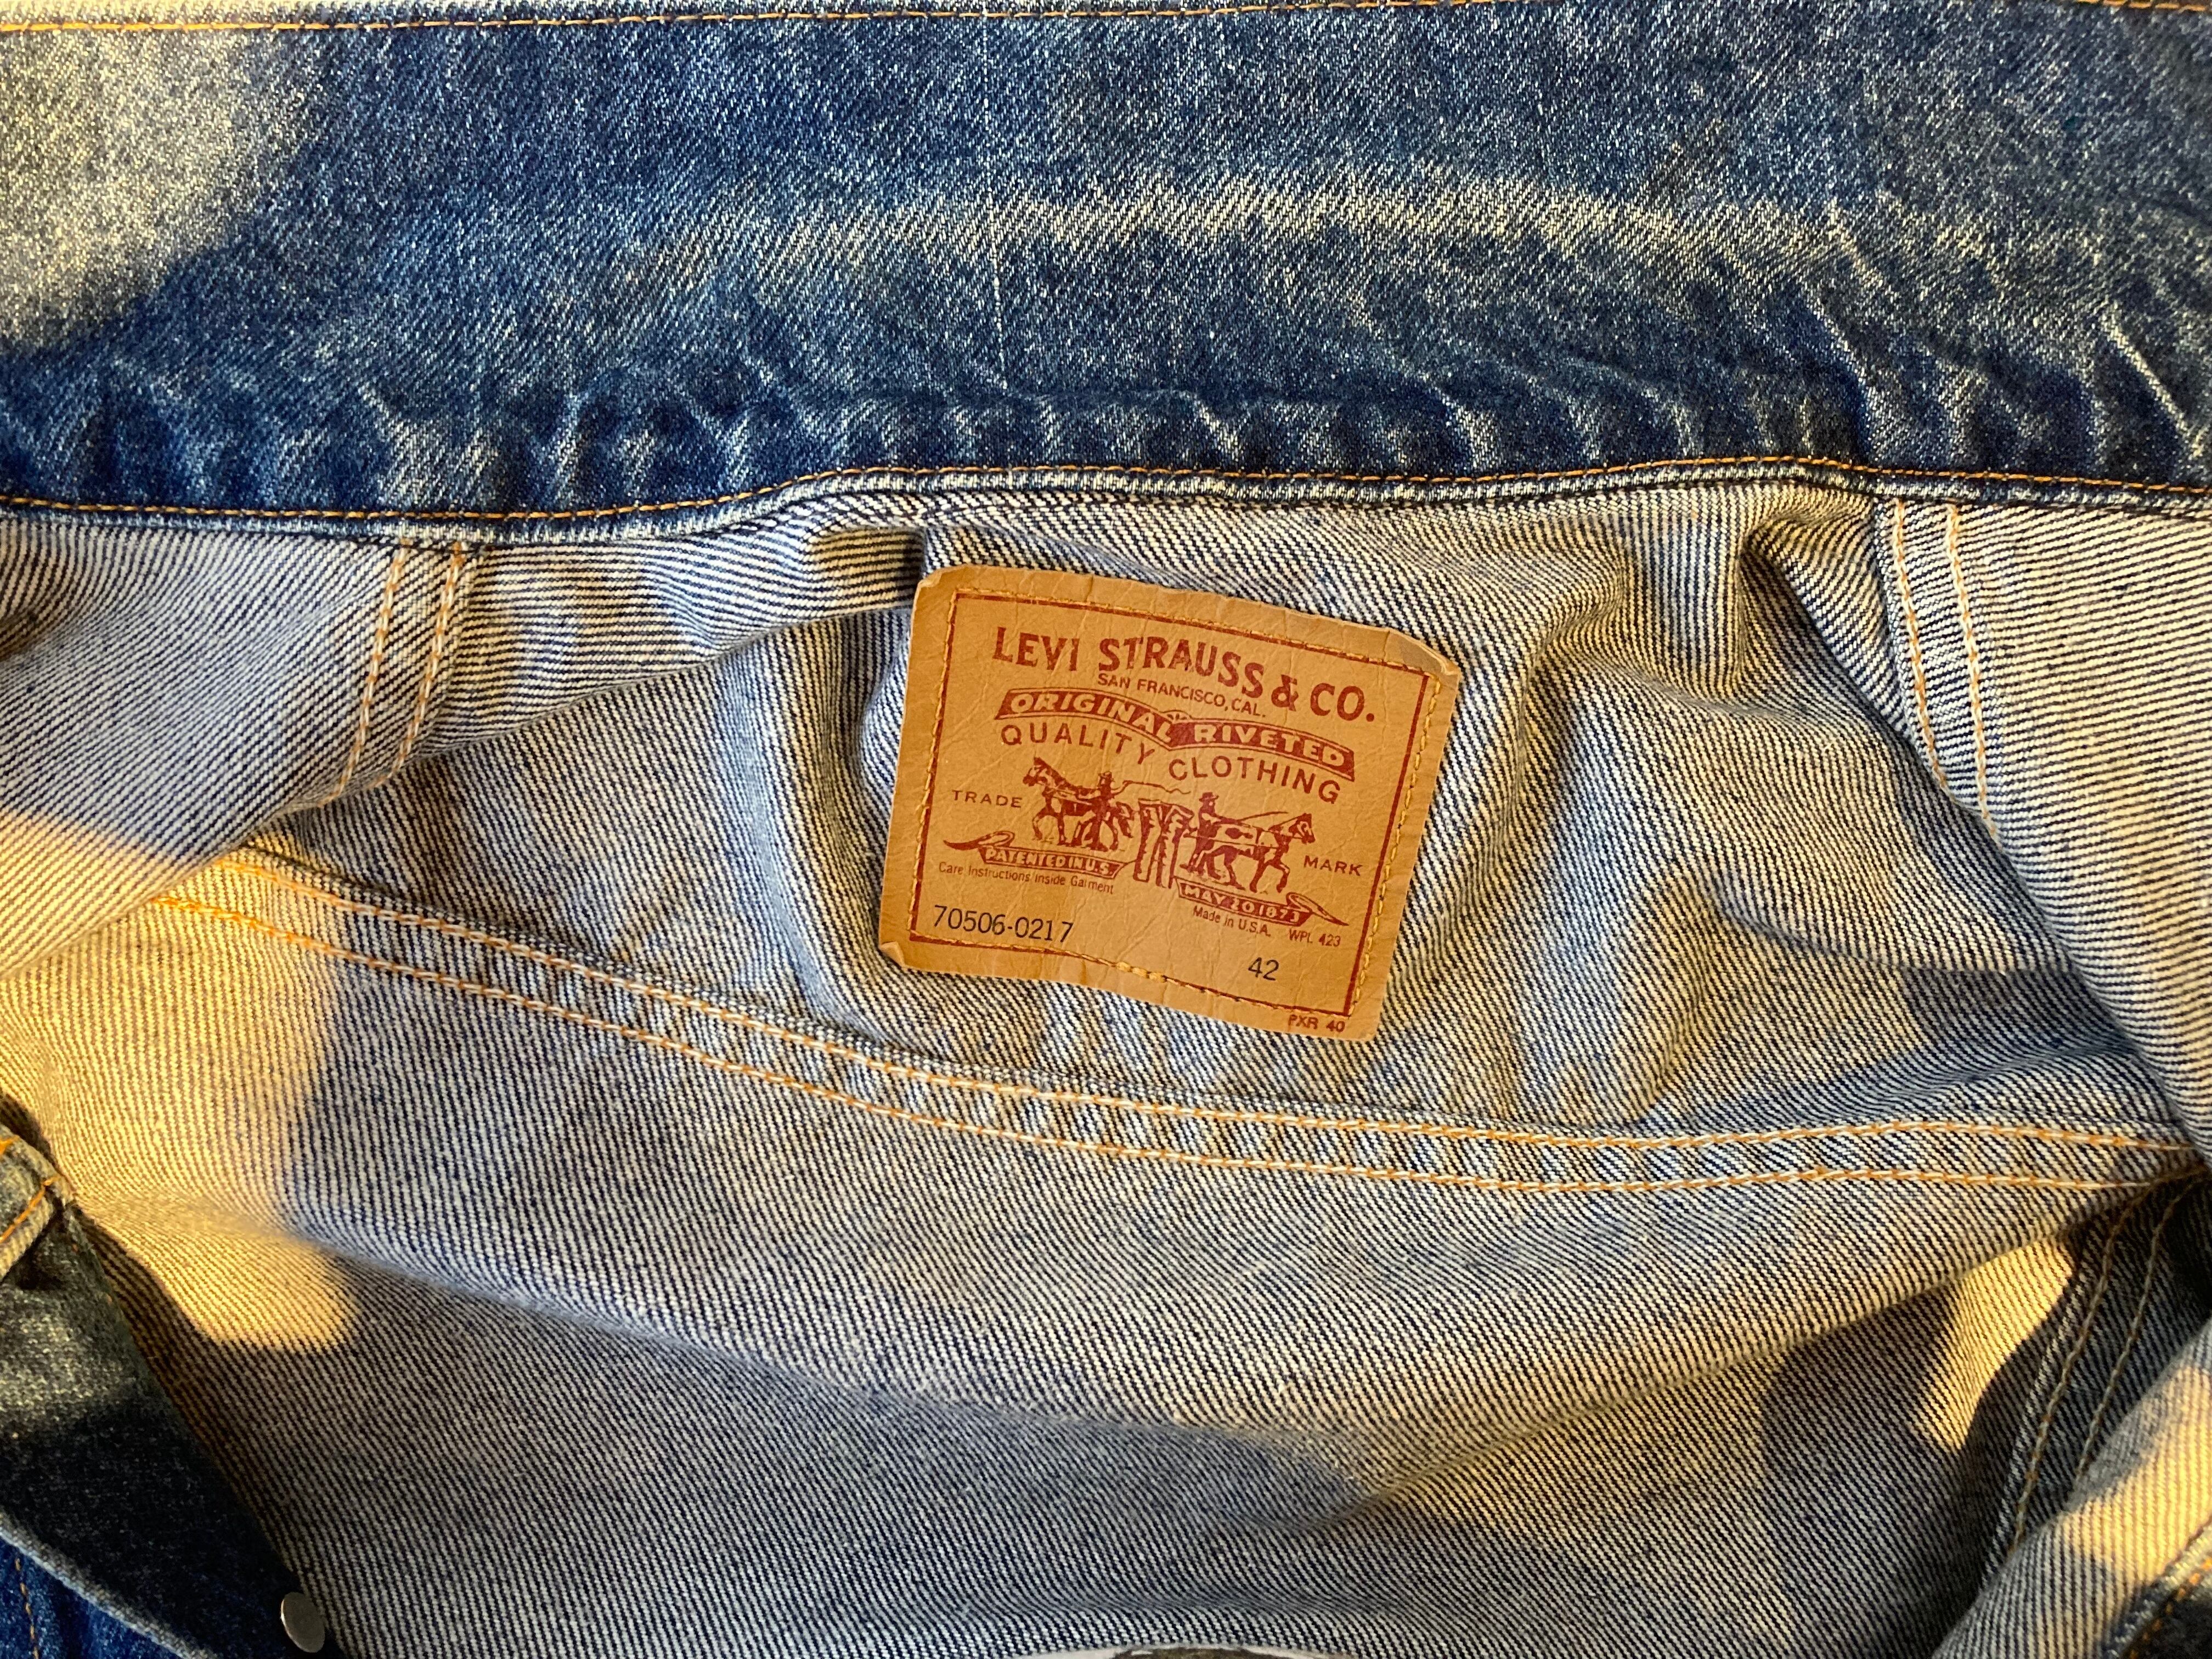 LEVI STRAUSS & CO.
SAN FRANCISCO, CAL.
ORIGINAL RIVETED
QUALITY CLOTHING
TRADE MARK
PATENTED IN U.S.
MAY 20 1873
Care Instructions Inside Garment
Made in U.S.A. WPL 423
70506-0217
42
PXR 40